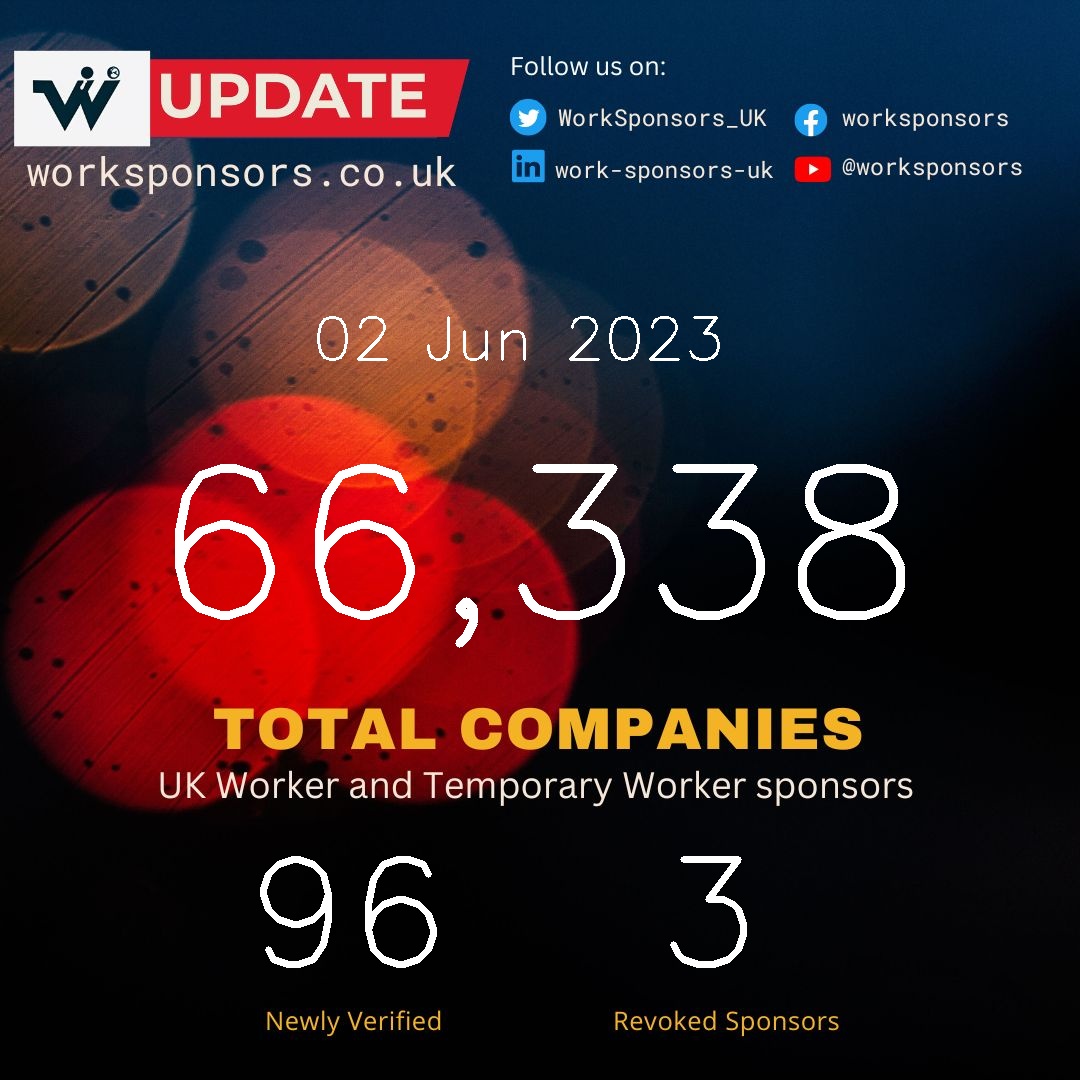 UPDATE
worksponsors.co.uk
Follow us on:
WorkSponsors_UK
worksponsors
work-sponsors-uk
@worksponsors
02 Jun 2023
66,338
TOTAL COMPANIES
UK Worker and Temporary Worker sponsors
96
3
Newly Verified
Revoked Sponsors